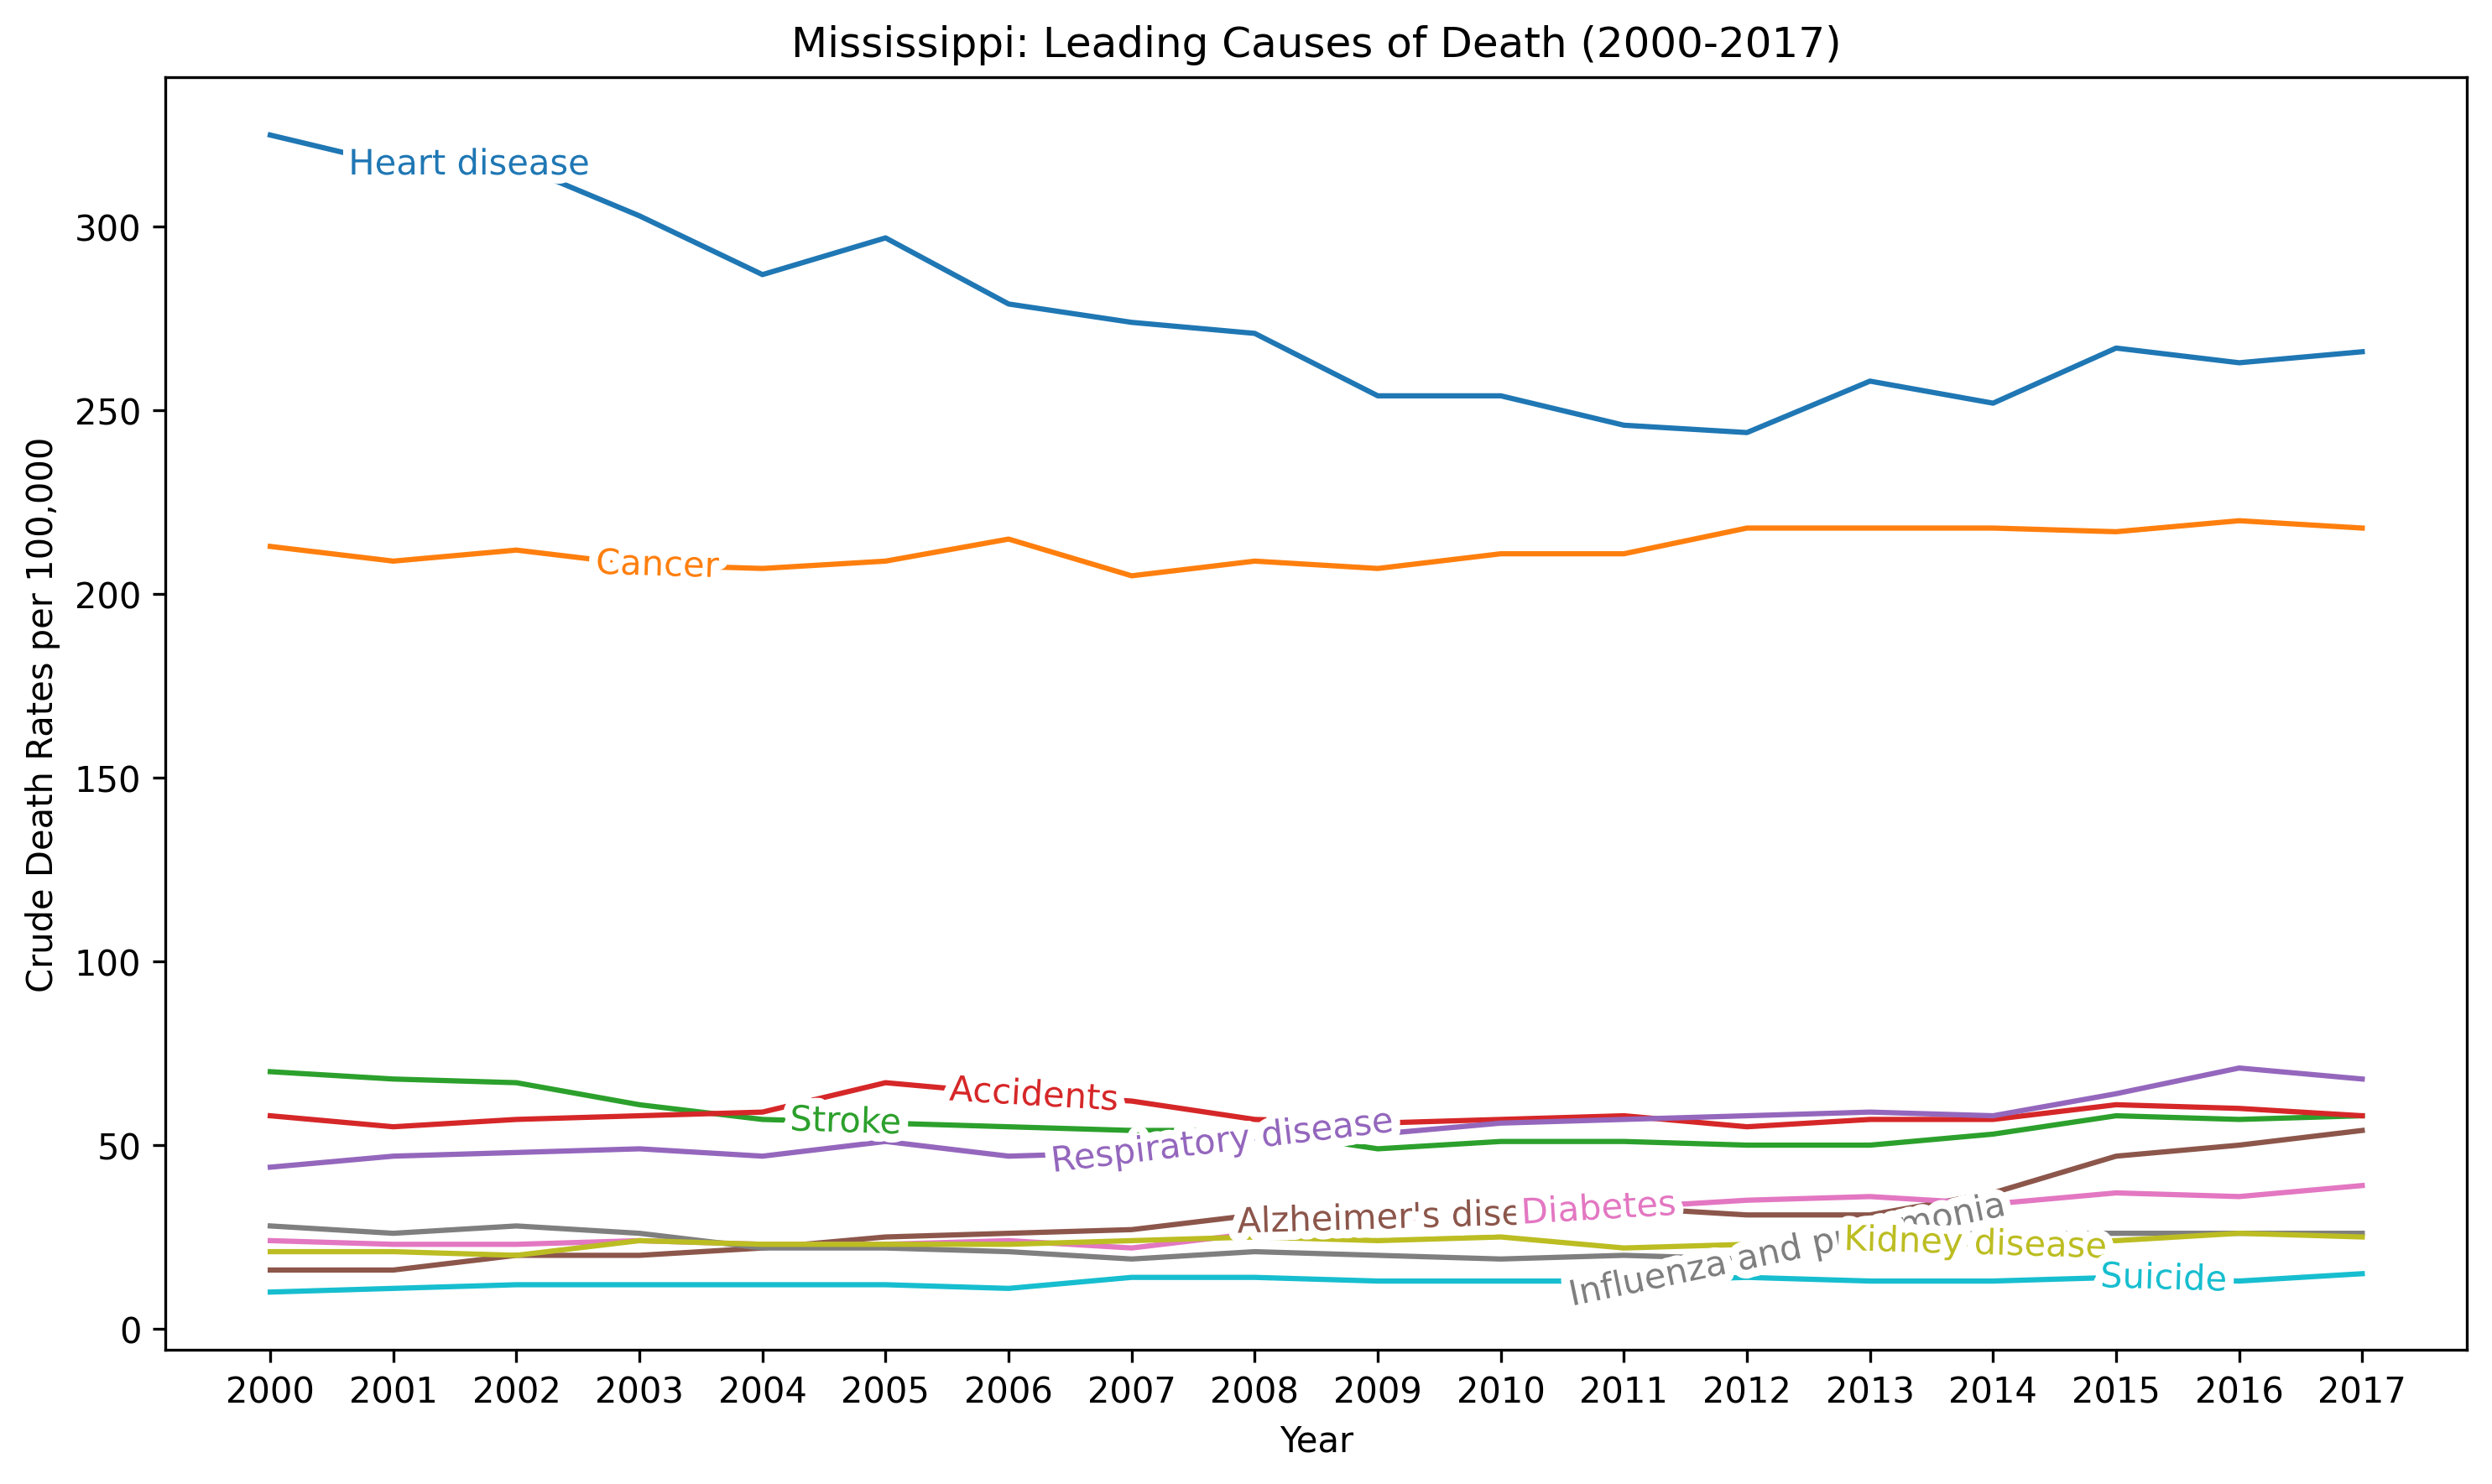 Mississippi: Leading Causes of Death (2000-2017)
Crude Death Rates per 100,000
300
250
200
150
100
50
0
Heart disease
Cancer
Accidents
Stroke
Respiratory disease
Alzheimer's dise
Diabetes
Influenza and p monia
Kidney disease
Suicide
2000 2001 2002 2003 2004 2005 2006 2007 2008 2009 2010 2011 2012 2013 2014 2015 2016 2017
Year